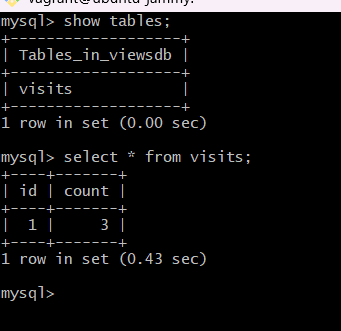 vagrant@ubuntu-jammy:
mysql> show tables;
+-------------------+
| Tables_in_viewsdb |
+-------------------+
| visits            |
+-------------------+
1 row in set (0.00 sec)
mysql> select * from visits;
+----+-------+
| id | count |
+----+-------+
|  1 |     3 |
+----+-------+
1 row in set (0.43 sec)
mysql>